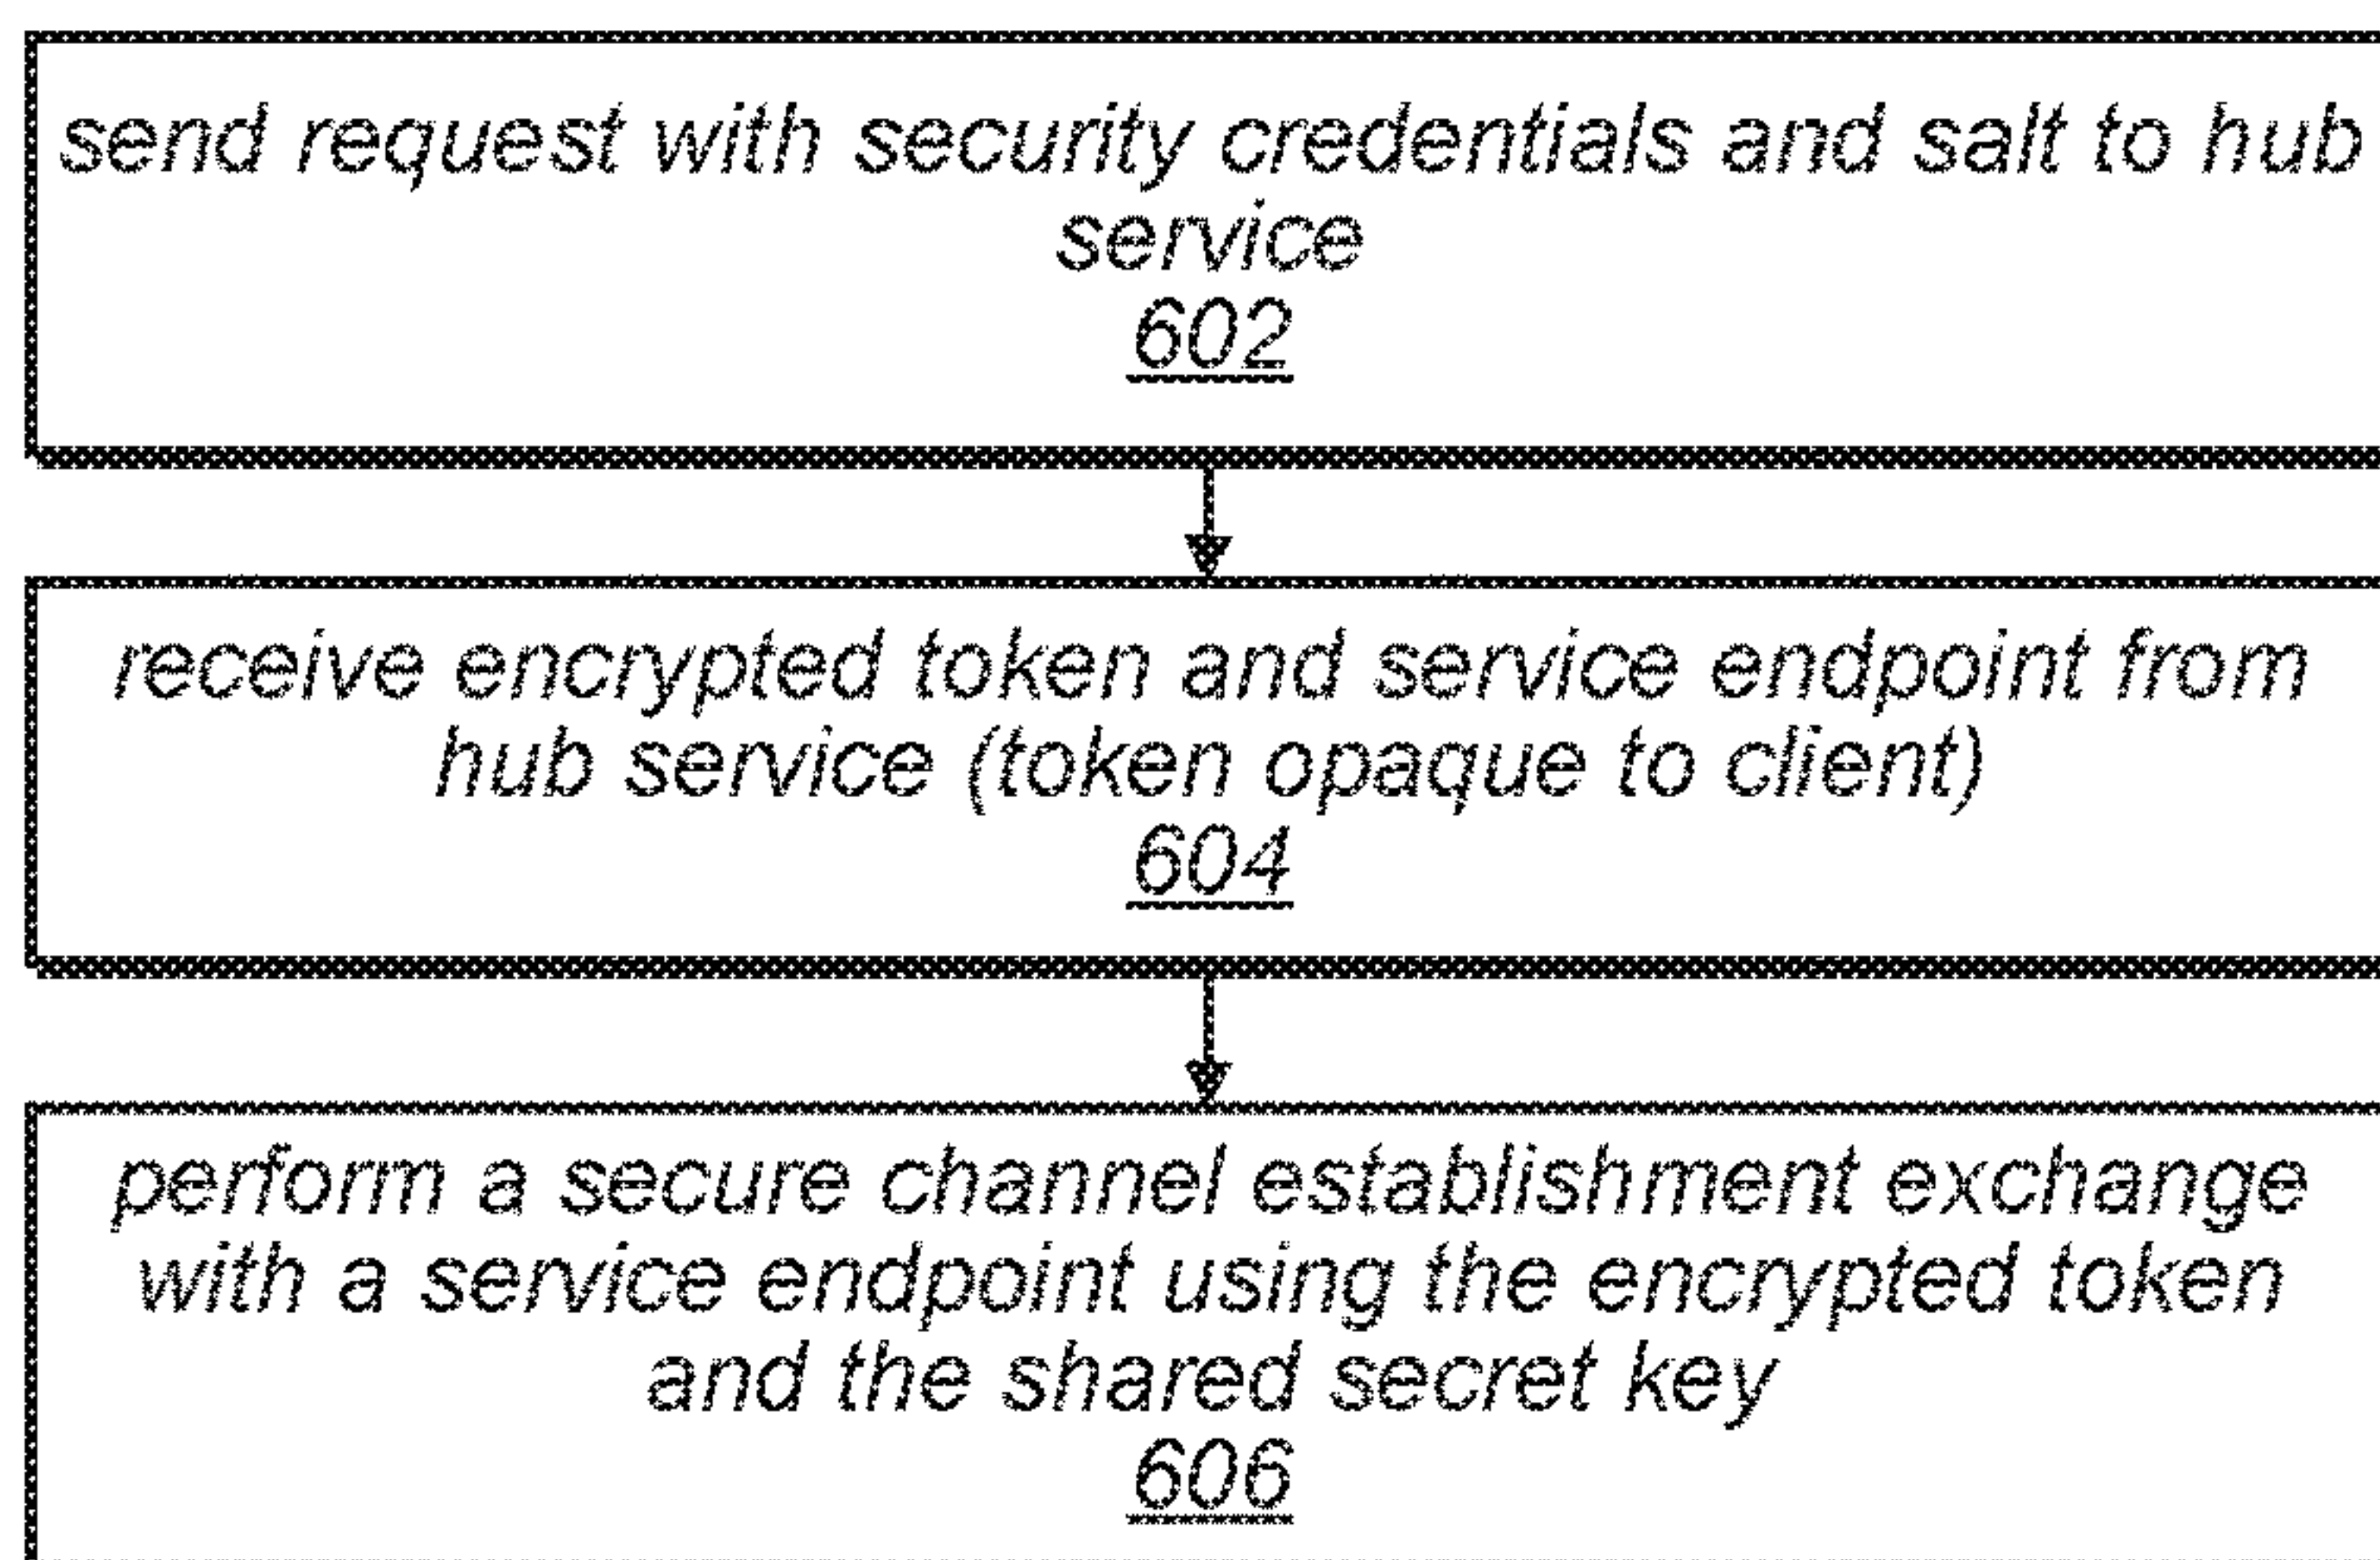 send request with security credentials and salt to hub
service
602
receive encrypted token and service endpoint from
hub service (token opaque to client)
604
perform a secure channel establishment exchange
with a service endpoint using the encrypted token
and the shared secret key
606